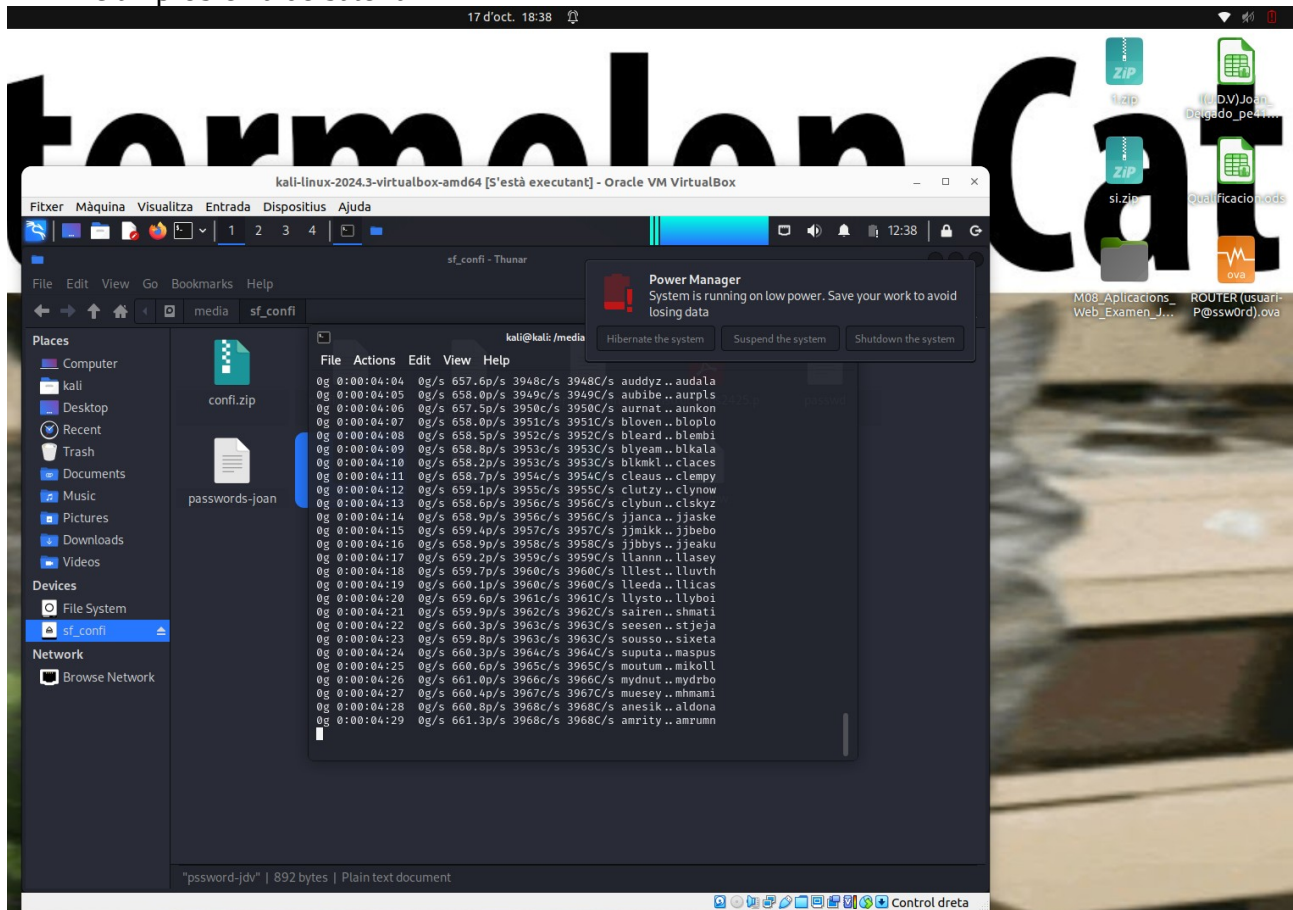 17 d'oct. 18:38
termelon Cat
1.zip
si.zip
Qualificacion.ods
M08_Aplicacions_
Web_Examen_J...
ROUTER (usuari-
P@ssw0rd).ova
kali-linux-2024.3-virtualbox-amd64 [S'està executant] - Oracle VM VirtualBox
Fitxer Màquina Visualitza Entrada Dispositius Ajuda
1 2 3 4
12:38
sf_confi - Thunar
File Edit View Go Bookmarks Help
media sf_confi
Power Manager
System is running on low power. Save your work to avoid
losing data
Hibernate the system Suspend the system Shutdown the system
Places
Computer
kali
Desktop
Recent
Trash
Documents
Music
Pictures
Downloads
Videos
Devices
File System
sf_confi
Network
Browse Network
confi.zip
passwords-joan
kali@kali: /media
File Actions Edit View Help
0g 0:00:04:04 0g/s 657.6p/s 3948c/s 3948C/s auddyz..audala
0g 0:00:04:05 0g/s 658.0p/s 3949c/s 3949C/s aubibe..aurpls
0g 0:00:04:06 0g/s 657.5p/s 3950c/s 3950C/s aurnat..aunkon
0g 0:00:04:07 0g/s 658.0p/s 3951c/s 3951C/s bloven..bloplo
0g 0:00:04:08 0g/s 658.5p/s 3952c/s 3952C/s bleard..blembi
0g 0:00:04:09 0g/s 658.8p/s 3953c/s 3953C/s blyeam..blkala
0g 0:00:04:10 0g/s 658.2p/s 3953c/s 3953C/s blkmkl..claces
0g 0:00:04:11 0g/s 658.7p/s 3954c/s 3954C/s cleaus..clempy
0g 0:00:04:12 0g/s 659.1p/s 3955c/s 3955C/s clutzy..clynow
0g 0:00:04:13 0g/s 658.6p/s 3956c/s 3956C/s clybun..clskyz
0g 0:00:04:14 0g/s 658.9p/s 3956c/s 3956C/s jjanca..jjaske
0g 0:00:04:15 0g/s 659.4p/s 3957c/s 3957C/s jjmikk..jjbebo
0g 0:00:04:16 0g/s 658.9p/s 3958c/s 3958C/s jjbbys..jjeaku
0g 0:00:04:17 0g/s 659.2p/s 3959c/s 3959C/s llannn..llasey
0g 0:00:04:18 0g/s 659.7p/s 3960c/s 3960C/s lllest..lluvth
0g 0:00:04:19 0g/s 660.1p/s 3960c/s 3960C/s lleeda..llicas
0g 0:00:04:20 0g/s 659.6p/s 3961c/s 3961C/s llysto..llyboi
0g 0:00:04:21 0g/s 659.9p/s 3962c/s 3962C/s sairen..shmati
0g 0:00:04:22 0g/s 660.3p/s 3963c/s 3963C/s seesen..stjeja
0g 0:00:04:23 0g/s 659.8p/s 3963c/s 3963C/s sousso..sixeta
0g 0:00:04:24 0g/s 660.3p/s 3964c/s 3964C/s suputa..maspus
0g 0:00:04:25 0g/s 660.6p/s 3965c/s 3965C/s moutum..mikoll
0g 0:00:04:26 0g/s 661.0p/s 3966c/s 3966C/s mydnut..mydrbo
0g 0:00:04:27 0g/s 660.4p/s 3967c/s 3967C/s muesey..mhmami
0g 0:00:04:28 0g/s 660.8p/s 3968c/s 3968C/s anesik..aldona
0g 0:00:04:29 0g/s 661.3p/s 3968c/s 3968C/s amrity..amrumn
"pssword-jdv" | 892 bytes | Plain text document
Control dreta